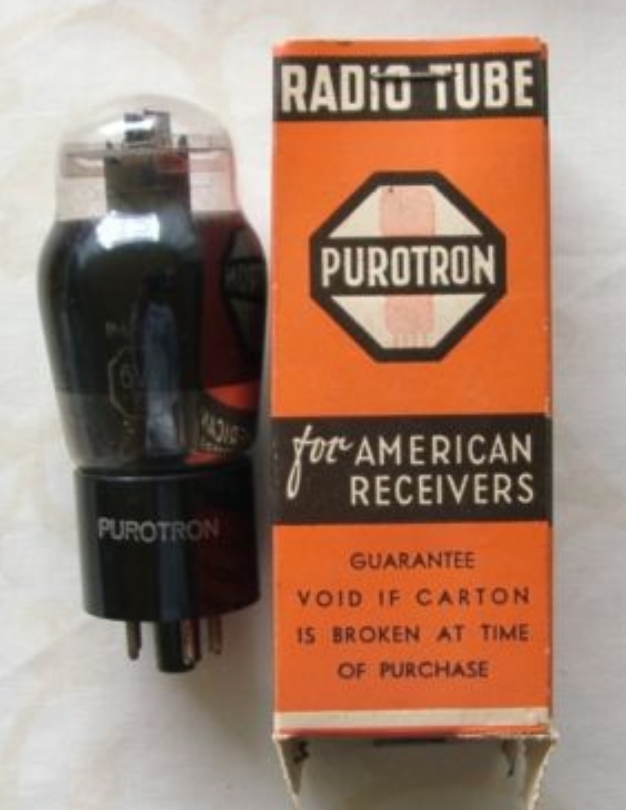 RADIO TUBE
PUROTRON
for AMERICAN
RECEIVERS
GUARANTEE
VOID IF CARTON
IS BROKEN AT TIME
OF PURCHASE
PUROTRON